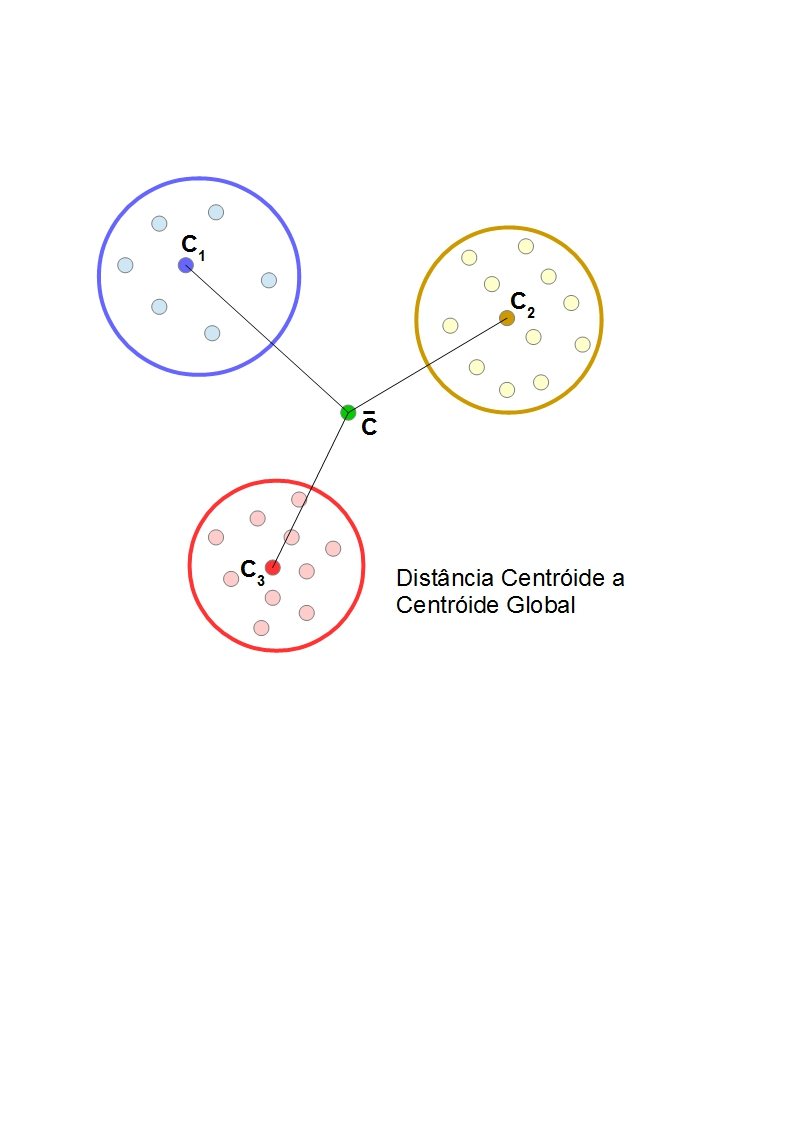 C1
C2
C̄
C3
Distância Centróide a
Centróide Global